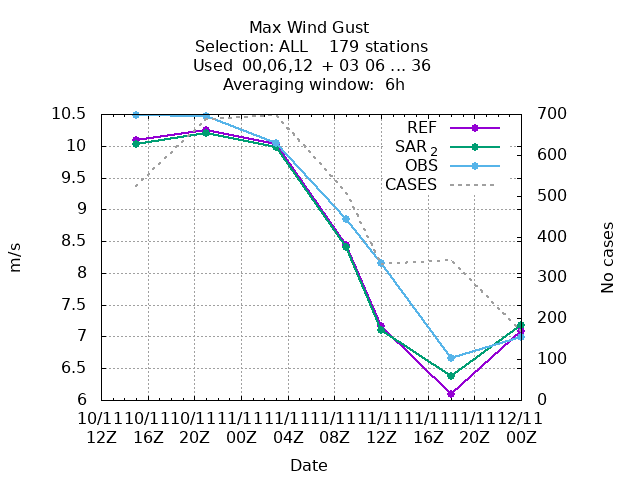 Max Wind Gust
Selection: ALL    179 stations
Used  00,06,12  + 03 06 ... 36
Averaging window:  6h
10.5
10
9.5
9
8.5
8
7.5
7
6.5
6
m/s
700
600
500
400
300
200
100
0
No cases
REF
SAR 2
OBS
CASES
10/11 10/11 10/11 11/11 11/11 11/11 11/11 11/11 11/11 12/11
12Z 16Z 20Z 00Z 04Z 08Z 12Z 16Z 20Z 00Z
Date